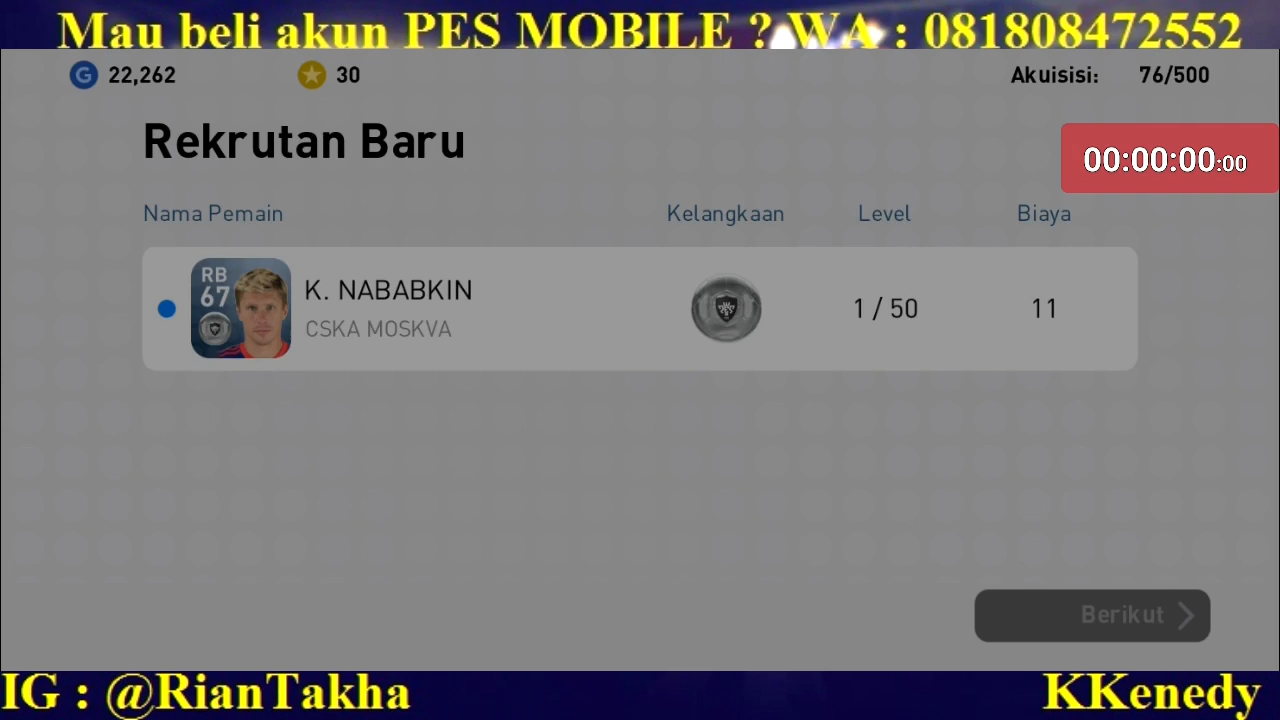 Mau beli akun PES MOBILE ? WA : 081808472552
G 22,262 30 Akuisisi: 76/500
Rekrutan Baru
00:00:00:00
Nama Pemain Kelangkaan Level Biaya
RB
67
K. NABABKIN 1 / 50 11
CSKA MOSKVA
Berikut
IG : @RianTakha KKenedy